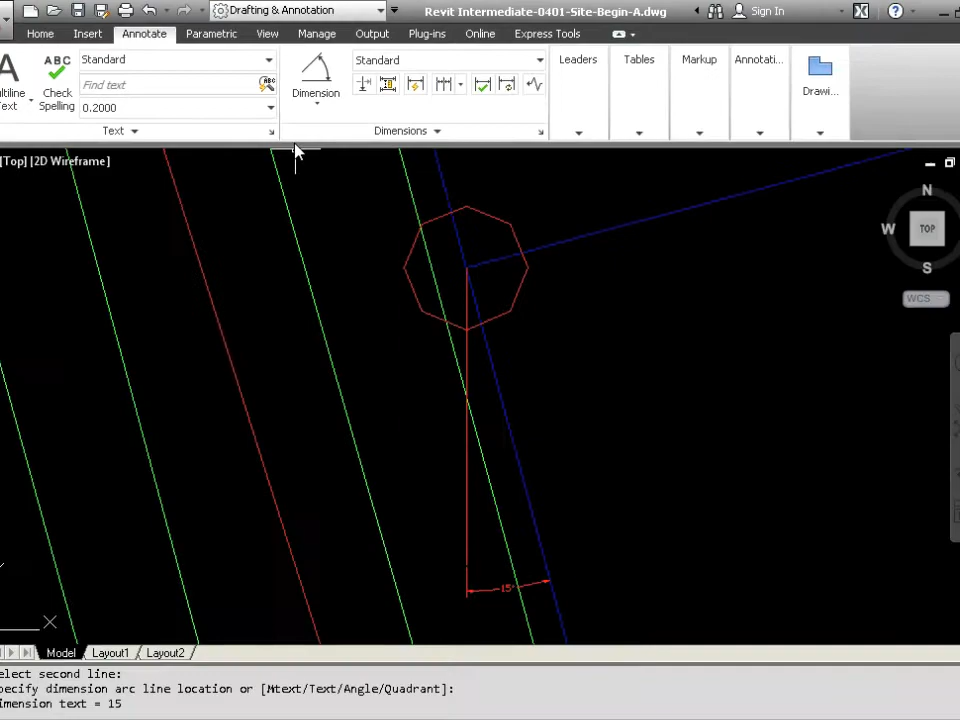 Drafting & Annotation
Revit Intermediate-0401-Site-Begin-A.dwg
Sign In
Home Insert Annotate Parametric View Manage Output Plug-ins Online Express Tools
A
ultiline
Text
ABC
Check
Spelling
Standard
Find text
ABC
0.2000
Text
Dimension
Standard
Dimensions
Leaders
Tables
Markup
Annotati...
Drawi...
[Top] [2D Wireframe]
N
W
TOP
S
WCS
15°
X
Model Layout1 Layout2
elect second line:
pecify dimension arc line location or [Mtext/Text/Angle/Quadrant]:
imension text = 15